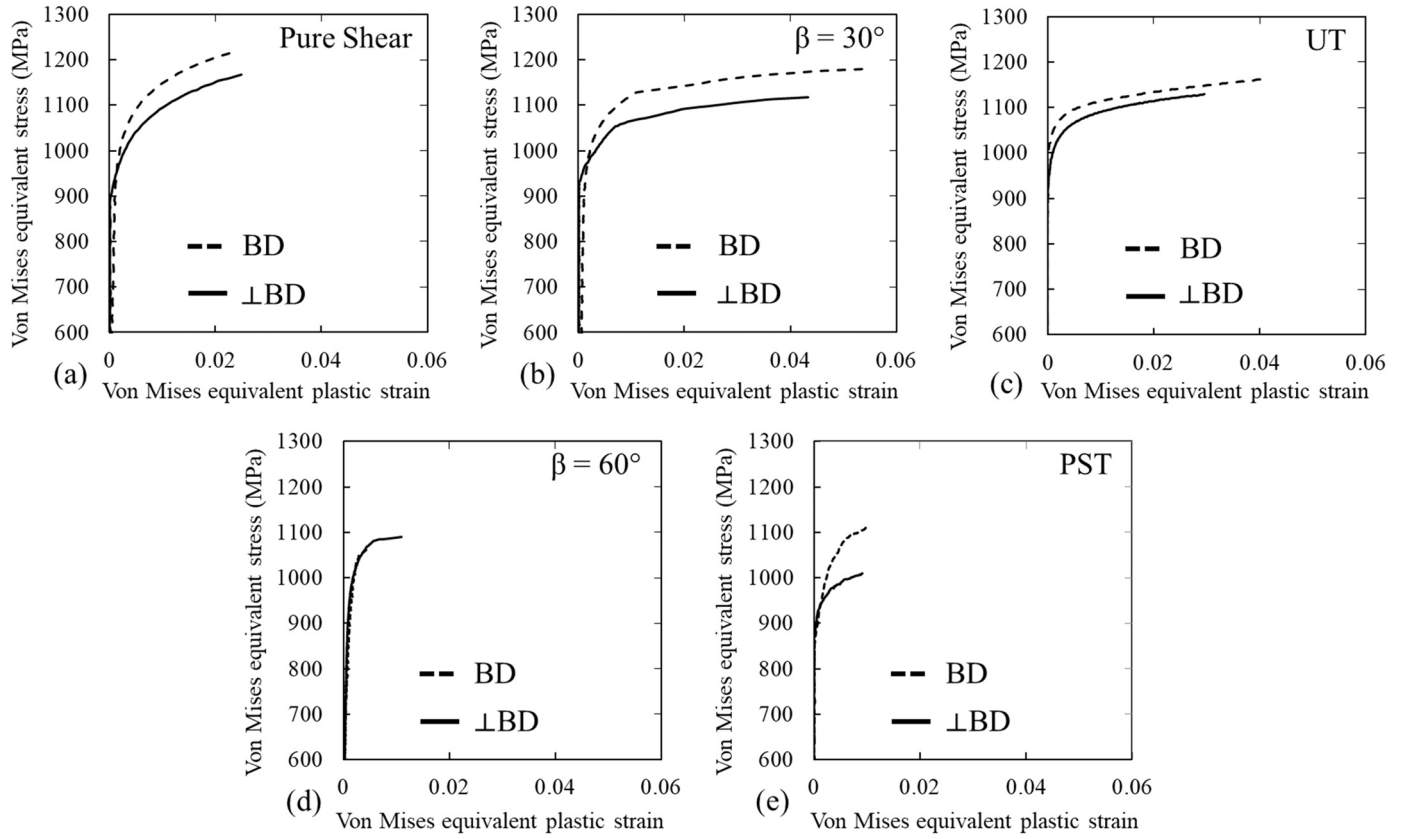 1300
1200
1100
1000
900
800
700
600
Von Mises equivalent stress (MPa)
Pure Shear
BD
⊥BD
0
0.02
0.04
0.06
(a)
Von Mises equivalent plastic strain
1300
1200
1100
1000
900
800
700
600
Von Mises equivalent stress (MPa)
β = 30°
BD
⊥BD
0
0.02
0.04
0.06
(b)
Von Mises equivalent plastic strain
1300
1200
1100
1000
900
800
700
600
Von Mises equivalent stress (MPa)
UT
BD
⊥BD
0
0.02
0.04
0.06
(c)
Von Mises equivalent plastic strain
1300
1200
1100
1000
900
800
700
600
Von Mises equivalent stress (MPa)
β = 60°
BD
⊥BD
0
0.02
0.04
0.06
(d)
Von Mises equivalent plastic strain
1300
1200
1100
1000
900
800
700
600
Von Mises equivalent stress (MPa)
PST
BD
⊥BD
0
0.02
0.04
0.06
(e)
Von Mises equivalent plastic strain